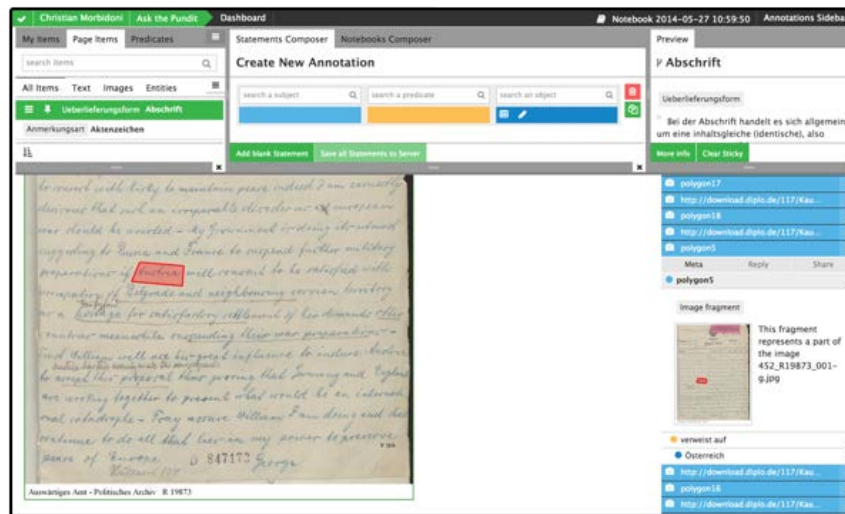 Christian Morbidoni Ask the Pundit Dashboard
Notebook 2014-05-27 10:59:50 Annotations Sideba
My Items Page Items Predicates
search items
All Items Text Images Entities
Ueberlieferungsform Abschrift
Anmerkungsart Aktenzeichen
Statements Composer Notebooks Composer
Create New Annotation
search a subject search a predicate search an object
Add blank Statement Save all Statements to Server
Preview
Abschrift
Ueberlieferungsform
Bei der Abschrift handelt es sich allgemein
um eine inhaltsgleiche (identische), also
More info Clear Sticky
to resort with Nicky to maintain peace indeed I am earnestly
desirous that such an irreparable disaster as european
war should be averted - My Government is doing its utmost
suggesting to Russia and France to suspend further military
preparations if Austria will consent to be satisfied with
occupation of Belgrade and neighbouring servian territory
as a hostage for satisfactory settlement of her demands other
countries meanwhile suspending their war preparations -
Trust William will use his great influence to induce Austria
to accept this proposal thus proving that Germany and England
are working together to prevent what would be an internati
onal catastrophe - Pray assure William I am doing and shall
continue to do all that lies in my power to preserve
peace of Europe D 847173 George
Auswärtiges Amt - Politisches Archiv R 19873
polygon17
http://download.diplo.de/117/Kau...
polygon18
http://download.diplo.de/117/Kau...
polygon5
Meta Reply Share
polygon5
Image fragment
This fragment
represents a part of
the image
452_R19873_001-
g.jpg
verweist auf
Österreich
http://download.diplo.de/117/Kau...
polygon16
http://download.diplo.de/117/Kau...